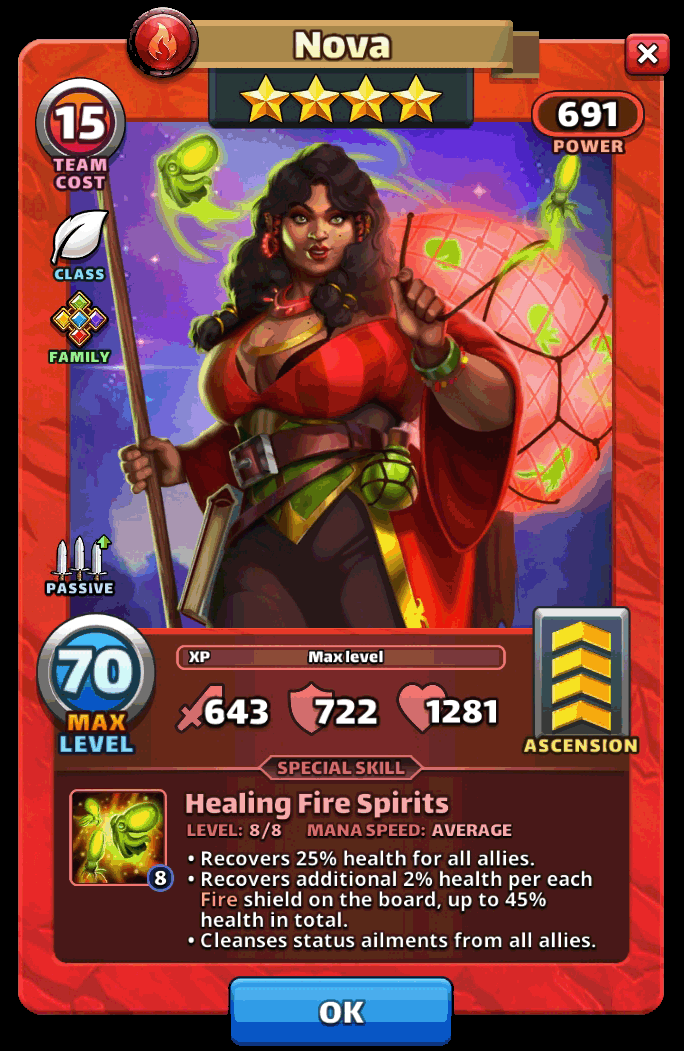 Nova
15
TEAM
COST
691
POWER
CLASS
FAMILY
PASSIVE
70
MAX
LEVEL
XP Max level
643 722 1281
ASCENSION
SPECIAL SKILL
Healing Fire Spirits
LEVEL: 8/8 MANA SPEED: AVERAGE
8
• Recovers 25% health for all allies.
• Recovers additional 2% health per each
Fire shield on the board, up to 45%
health in total.
• Cleanses status ailments from all allies.
OK